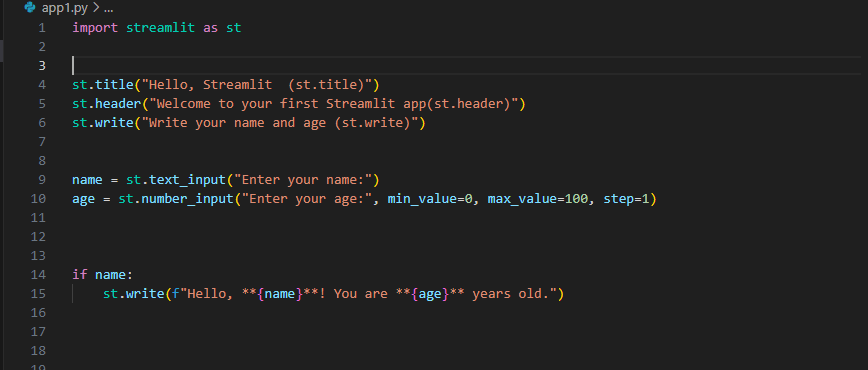 app1.py > ...
1 import streamlit as st
2
3
4 st.title("Hello, Streamlit  (st.title)")
5 st.header("Welcome to your first Streamlit app(st.header)")
6 st.write("Write your name and age (st.write)")
7
8
9 name = st.text_input("Enter your name:")
10 age = st.number_input("Enter your age:", min_value=0, max_value=100, step=1)
11
12
13
14 if name:
15     st.write(f"Hello, **{name}**! You are **{age}** years old.")
16
17
18
19